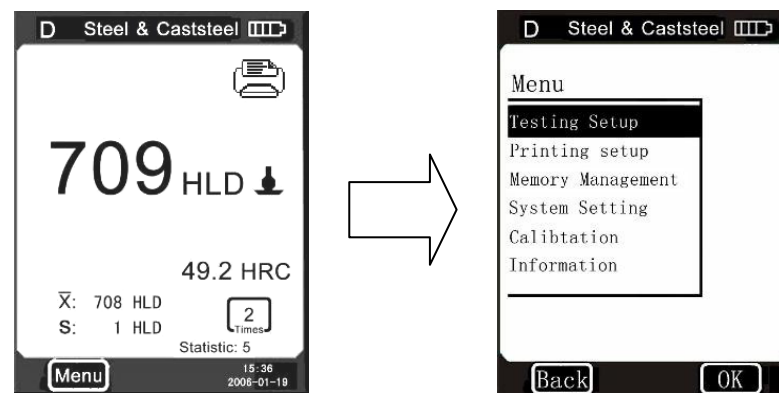 D Steel & Caststeel
709 HLD
49.2 HRC
X̅: 708 HLD
S: 1 HLD
2
Times
Statistic: 5
Menu
15:36
2006-01-19
D Steel & Caststeel
Menu
Testing Setup
Printing setup
Memory Management
System Setting
Calibtation
Information
Back OK